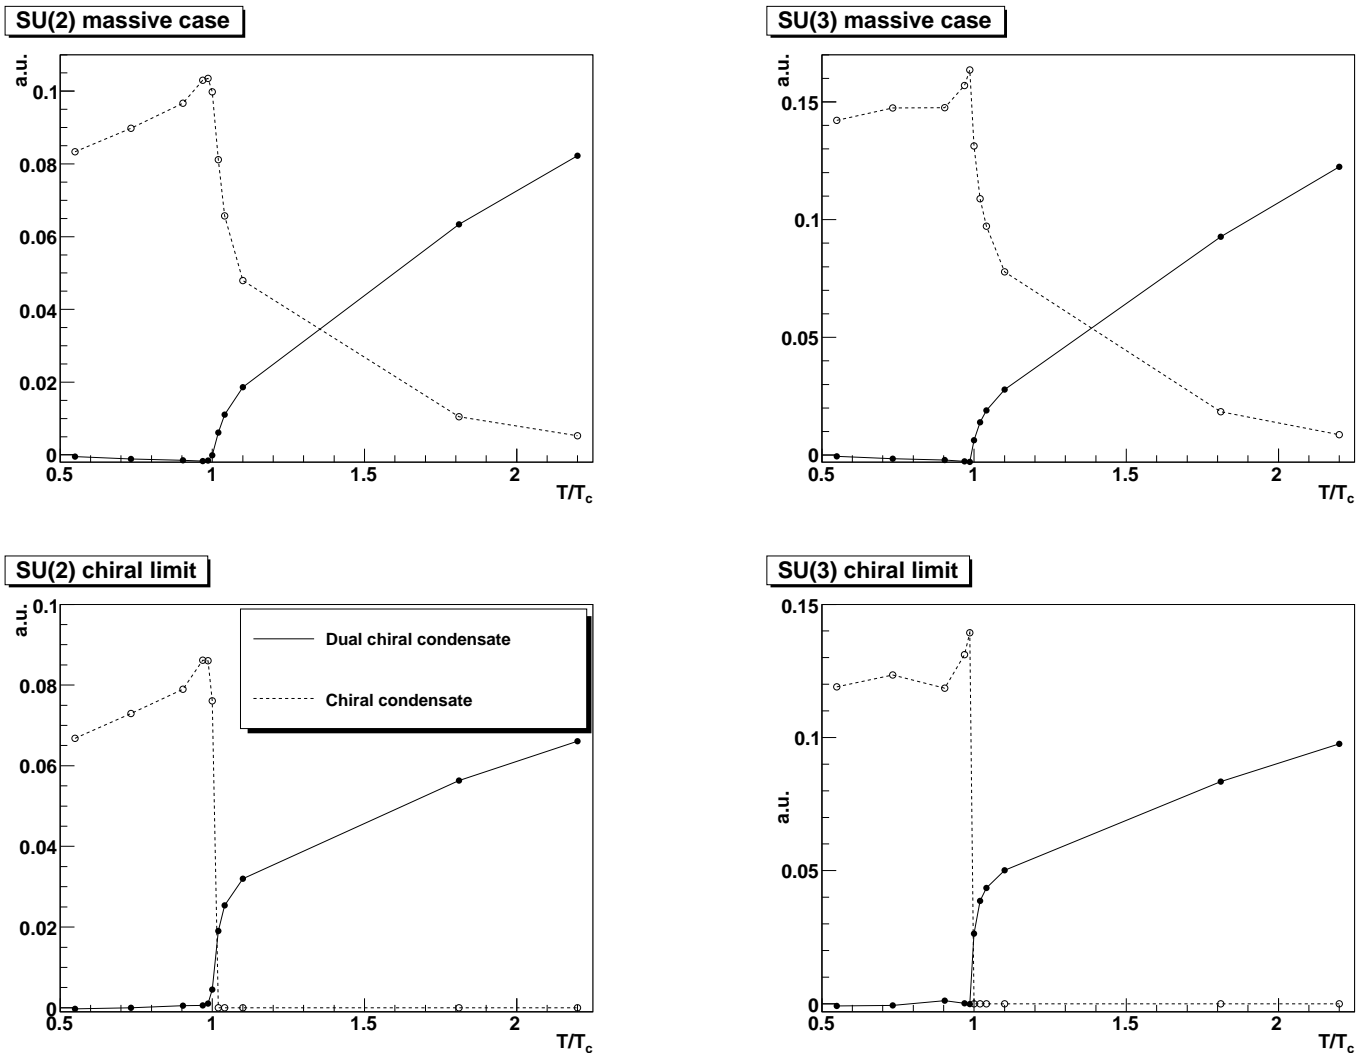 SU(2) massive case
a.u.
0.1
0.08
0.06
0.04
0.02
0
0.5
1
1.5
2
T/Tc
SU(3) massive case
a.u.
0.15
0.1
0.05
0
0.5
1
1.5
2
T/Tc
SU(2) chiral limit
a.u.
0.1
0.08
0.06
0.04
0.02
0
0.5
1
1.5
2
T/Tc
Dual chiral condensate
Chiral condensate
SU(3) chiral limit
a.u.
0.15
0.1
0.05
0
0.5
1
1.5
2
T/Tc